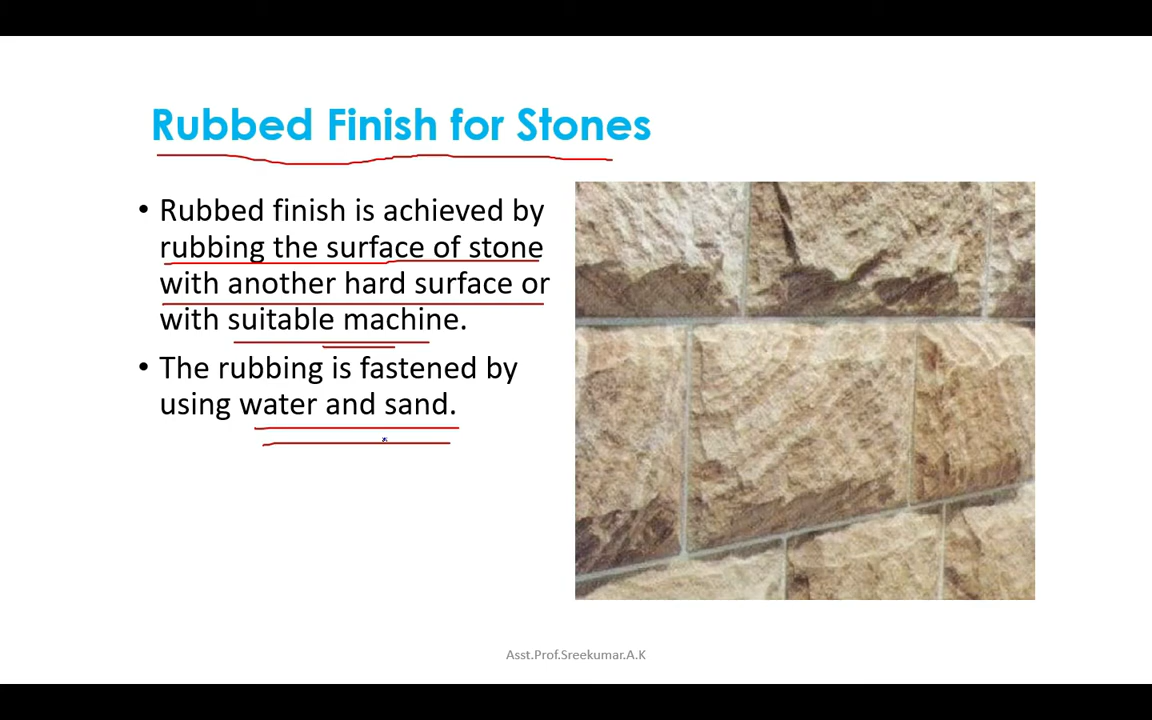 Rubbed Finish for Stones
• Rubbed finish is achieved by
rubbing the surface of stone
with another hard surface or
with suitable machine.
• The rubbing is fastened by
using water and sand.
Asst.Prof.Sreekumar.A.K